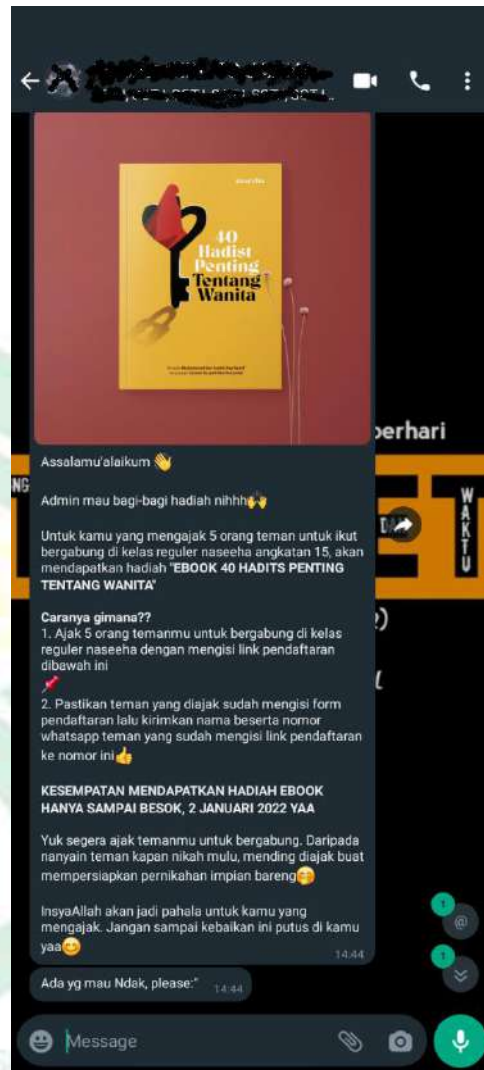 40
Hadist
Penting
Tentang
Wanita
perhari
Assalamu'alaikum 👋
Admin mau bagi-bagi hadiah nihhh🙌
Untuk kamu yang mengajak 5 orang teman untuk ikut
bergabung di kelas reguler naseeha angkatan 15, akan
mendapatkan hadiah "EBOOK 40 HADITS PENTING
TENTANG WANITA"
WAKTU
Caranya gimana??
1. Ajak 5 orang temanmu untuk bergabung di kelas
reguler naseeha dengan mengisi link pendaftaran
dibawah ini
📌
2. Pastikan teman yang diajak sudah mengisi form
pendaftaran lalu kirimkan nama beserta nomor
whatsapp teman yang sudah mengisi link pendaftaran
ke nomor ini👍
KESEMPATAN MENDAPATKAN HADIAH EBOOK
HANYA SAMPAI BESOK, 2 JANUARI 2022 YAA
Yuk segera ajak temanmu untuk bergabung. Daripada
nanyain teman kapan nikah mulu, mending diajak buat
mempersiapkan pernikahan impian bareng🤭
InsyaAllah akan jadi pahala untuk kamu yang
mengajak. Jangan sampai kebaikan ini putus di kamu
yaa😊
14.44
1
@
1
Ada yg mau Ndak, please:"
14.44
Message